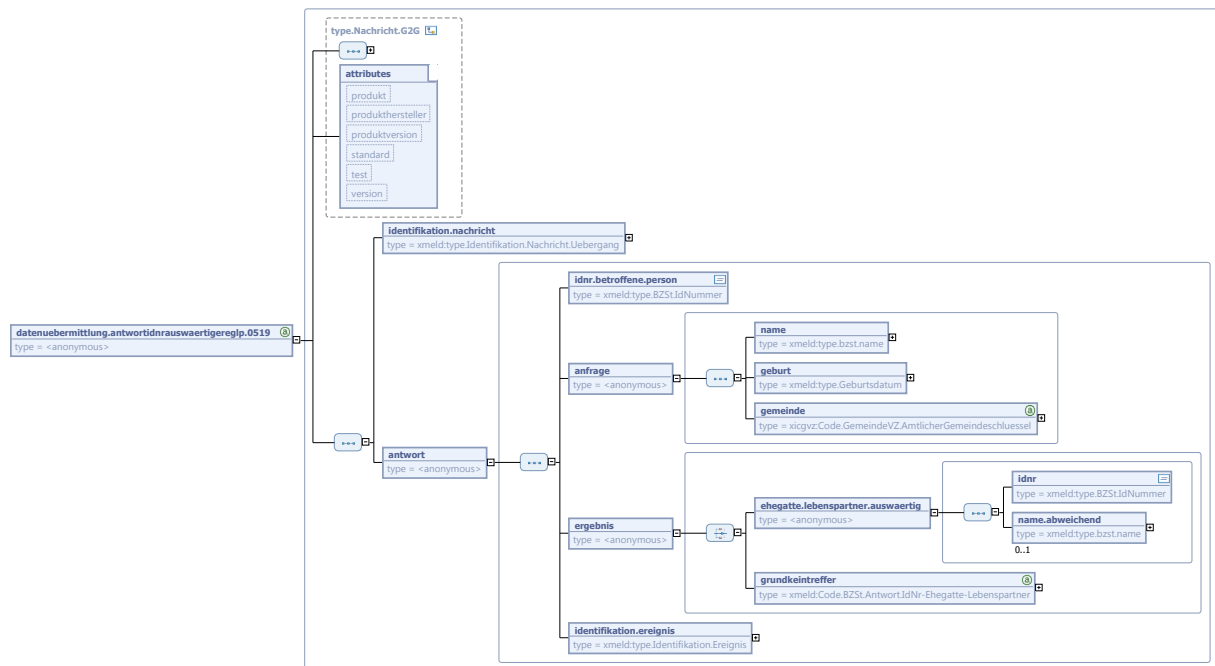 type.Nachricht.G2G
attributes
produkt
produkthersteller
produktversion
standard
test
version
identifikation.nachricht
type = xmeld:type.Identifikation.Nachricht.Uebergang
datenuebermittlung.antwortidnrauswaertigereglp.0519 a
type = <anonymous>
antwort
type = <anonymous>
idnr.betroffene.person
type = xmeld:type.BZSt.IdNummer
anfrage
type = <anonymous>
name
type = xmeld:type.bzst.name
geburt
type = xmeld:type.Geburtsdatum
gemeinde a
type = xicgvz:Code.GemeindeVZ.AmtlicherGemeindeschluessel
ergebnis
type = <anonymous>
ehegatte.lebenspartner.auswaertig
type = <anonymous>
idnr
type = xmeld:type.BZSt.IdNummer
name.abweichend
type = xmeld:type.bzst.name
0..1
grundkeintreffer a
type = xmeld:Code.BZSt.Antwort.IdNr-Ehegatte-Lebenspartner
identifikation.ereignis
type = xmeld:type.Identifikation.Ereignis